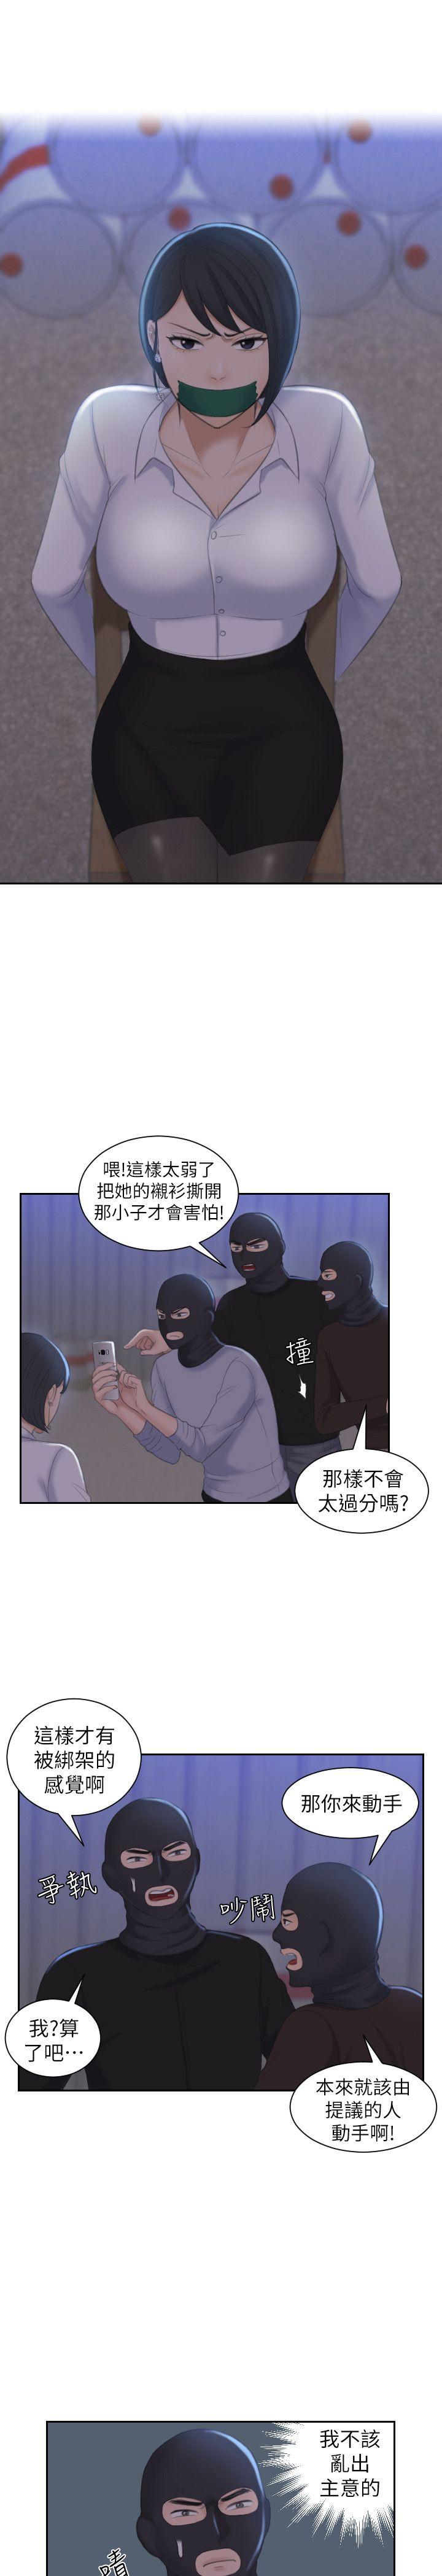 喂!這樣太弱了
把她的襯衫撕開
那小子才會害怕!
撞
那樣不會
太過分嗎?
這樣才有
被綁架的
感覺啊
那你來動手
爭執
吵鬧
我?算
了吧…
本來就該由
提議的人
動手啊!
我不該
亂出
主意的
嘖